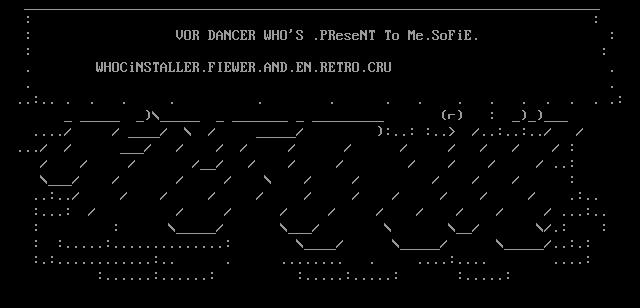 VOR DANCER WHO'S .PReseNT To Me.SoFiE.
WHOCiNSTALLER.FIEWER.AND.EN.RETRO.CRU
(r)